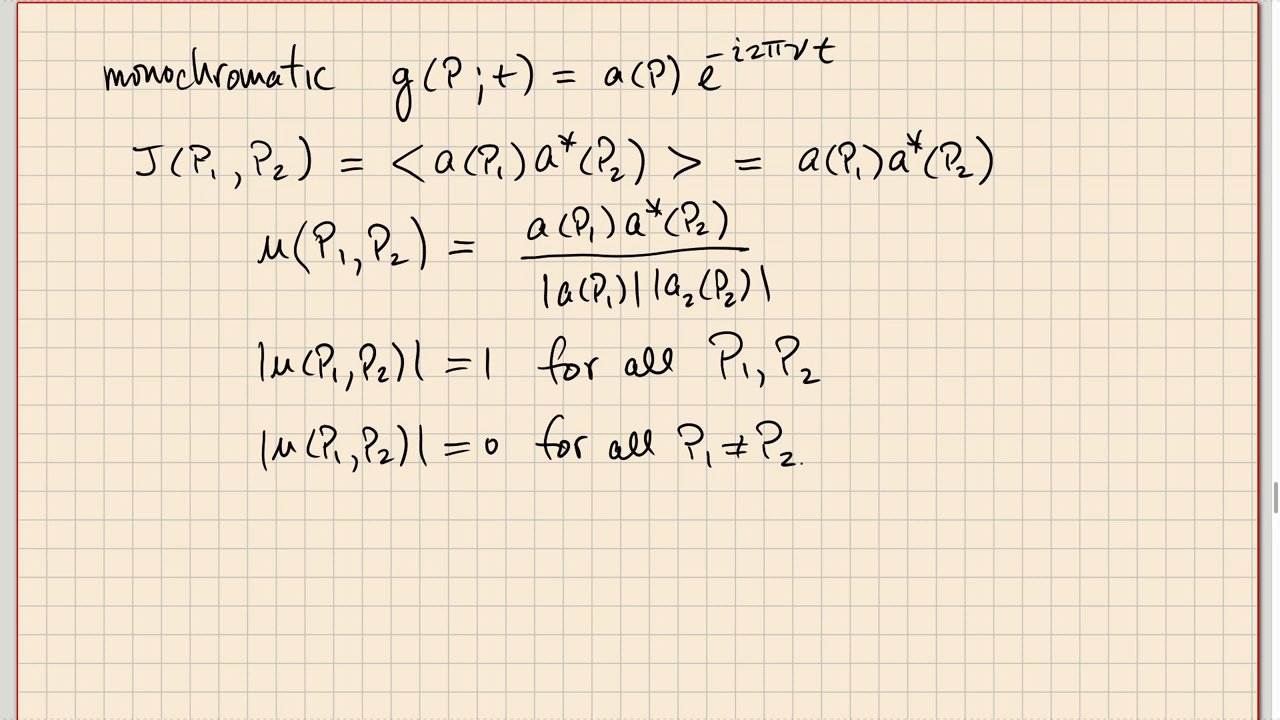 monochromatic g(P;t) = a(P) e^{-i2πνt}
J(P₁,P₂) = <a(P₁)a*(P₂)> = a(P₁)a*(P₂)
μ(P₁,P₂) = \frac{a(P₁)a*(P₂)}{|a(P₁)||a₂(P₂)|}
|μ(P₁,P₂)| = 1 for all P₁,P₂
|μ(P₁,P₂)| = 0 for all P₁ ≠ P₂.